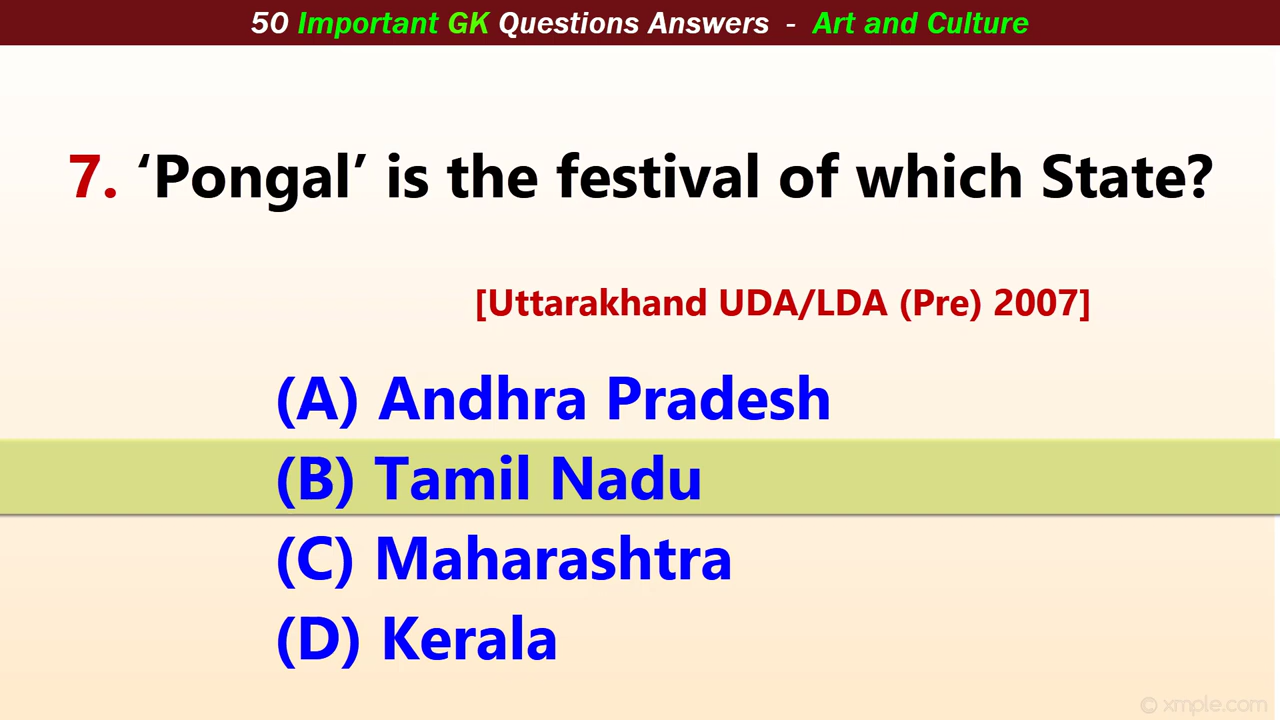 50 Important GK Questions Answers - Art and Culture
7. ‘Pongal’ is the festival of which State?
[Uttarakhand UDA/LDA (Pre) 2007]
(A) Andhra Pradesh
(B) Tamil Nadu
(C) Maharashtra
(D) Kerala
© xmple.com